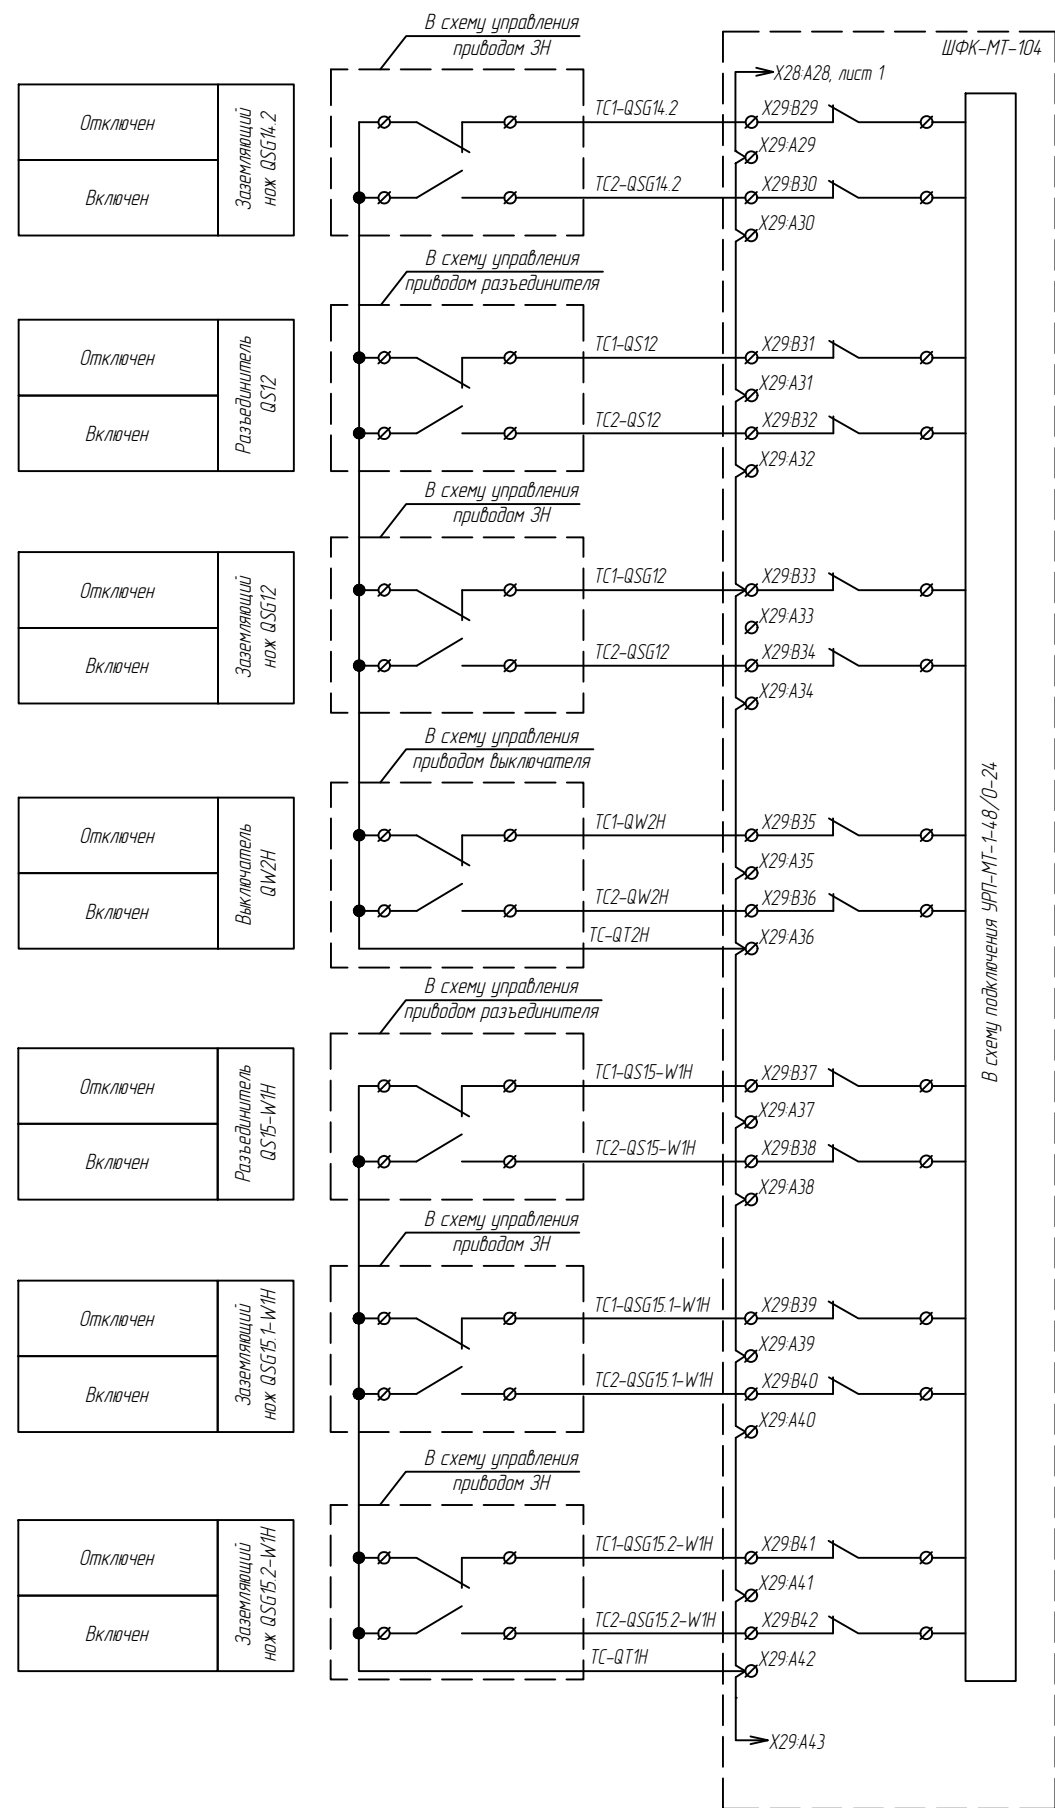 В схему управления
приводом ЗН
ШФК-МТ-104
X28:A28, лист 1
Отключен
Включен
Заземляющий
нож QSG14.2
TC1-QSG14.2
X29:B29
X29:A29
TC2-QSG14.2
X29:B30
X29:A30
В схему управления
приводом разъединителя
Отключен
Включен
Разъединитель
QS12
TC1-QS12
X29:B31
X29:A31
TC2-QS12
X29:B32
X29:A32
В схему управления
приводом ЗН
Отключен
Включен
Заземляющий
нож QSG12
TC1-QSG12
X29:B33
X29:A33
TC2-QSG12
X29:B34
X29:A34
В схему управления
приводом выключателя
Отключен
Включен
Выключатель
QW2H
TC1-QW2H
X29:B35
X29:A35
TC2-QW2H
X29:B36
TC-QT2H
X29:A36
В схему подключения УРП-МТ-1-48/0-24
В схему управления
приводом разъединителя
Отключен
Включен
Разъединитель
QS15-W1H
TC1-QS15-W1H
X29:B37
X29:A37
TC2-QS15-W1H
X29:B38
X29:A38
В схему управления
приводом ЗН
Отключен
Включен
Заземляющий
нож QSG15.1-W1H
TC1-QSG15.1-W1H
X29:B39
X29:A39
TC2-QSG15.1-W1H
X29:B40
X29:A40
В схему управления
приводом ЗН
Отключен
Включен
Заземляющий
нож QSG15.2-W1H
TC1-QSG15.2-W1H
X29:B41
X29:A41
TC2-QSG15.2-W1H
X29:B42
TC-QT1H
X29:A42
X29:A43